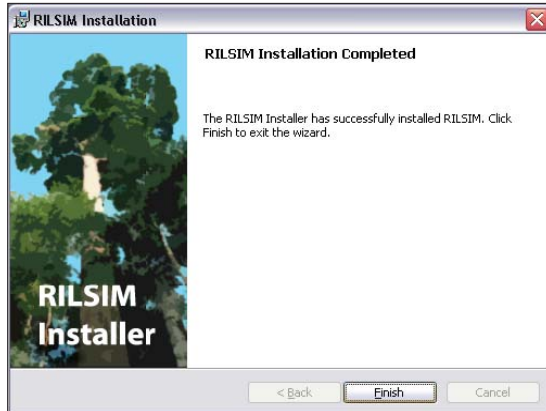 RILSIM Installation
RILSIM Installation Completed
The RILSIM Installer has successfully installed RILSIM. Click
Finish to exit the wizard.
RILSIM
Installer
< Back
Finish
Cancel